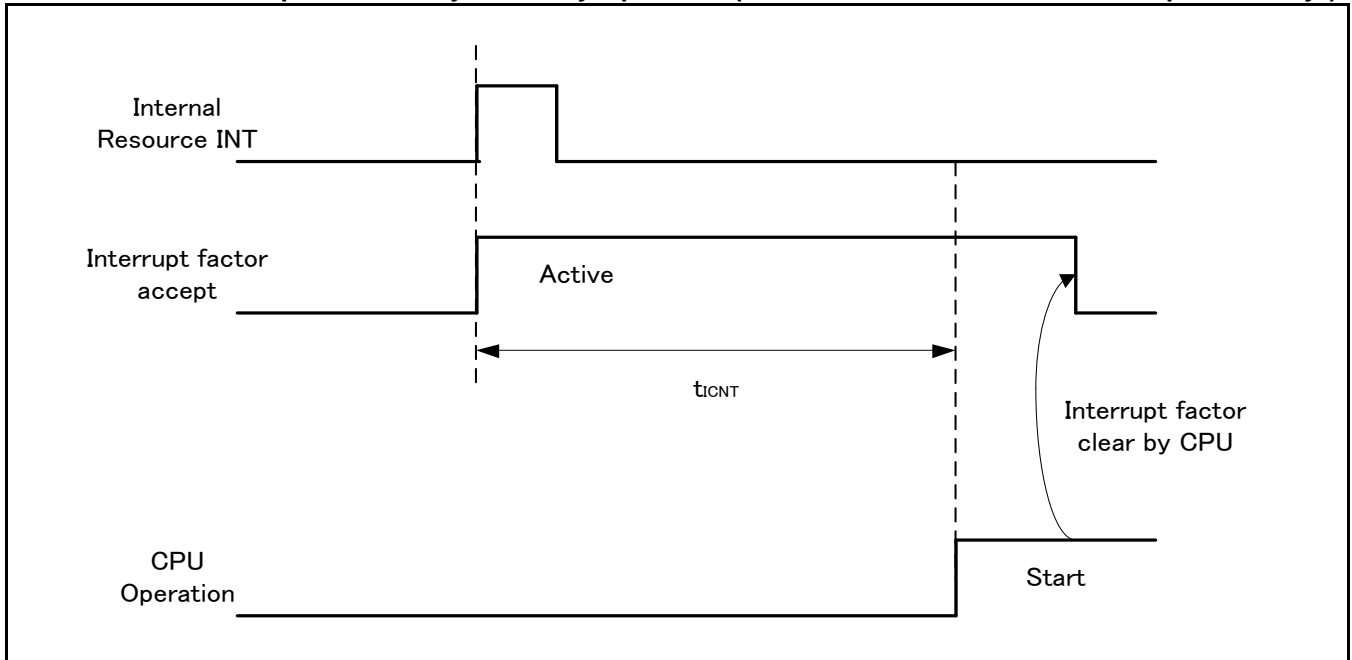 Internal
Resource INT
Interrupt factor
accept
Active
tICNT
Interrupt factor
clear by CPU
CPU
Operation
Start